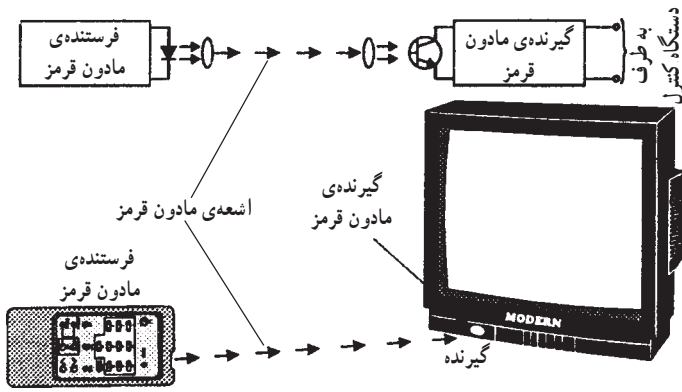 فرستنده‌ی
مادون قرمز
گیرنده‌ی مادون
قرمز
به طرف
دستگاه کنترل
گیرنده‌ی
مادون قرمز
اشعه‌ی مادون قرمز
فرستنده‌ی
مادون قرمز
MODERN
گیرنده